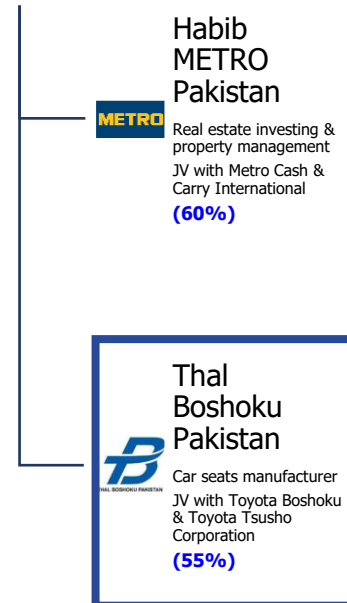 Habib
METRO
Pakistan
METRO
Real estate investing &
property management
JV with Metro Cash &
Carry International
(60%)
Thal
Boshoku
Pakistan
THAL BOSHOKU PAKISTAN
Car seats manufacturer
JV with Toyota Boshoku
& Toyota Tsusho
Corporation
(55%)